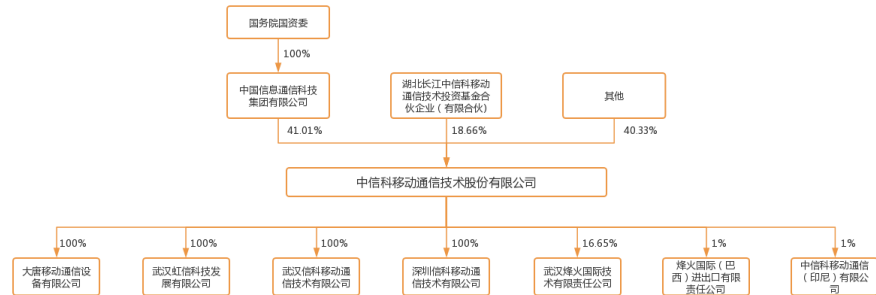 国务院国资委
100%
中国信息通信科技
集团有限公司
湖北长江中信科移动
通信技术投资基金合
伙企业（有限合伙)
其他
41.01%
18.66%
40.33%
中信科移动通信技术股份有限公司
100%
100%
100%
100%
16.65%
1%
1%
大唐移动通信设
备有限公司
武汉虹信科技发
展有限公司
武汉信科移动通
信技术有限公司
深圳信科移动通
信技术有限公司
武汉烽火国际技
术有限责任公司
烽火国际（巴
西）进出口有限
责任公司
中信科移动通信
（印尼）有限公
司